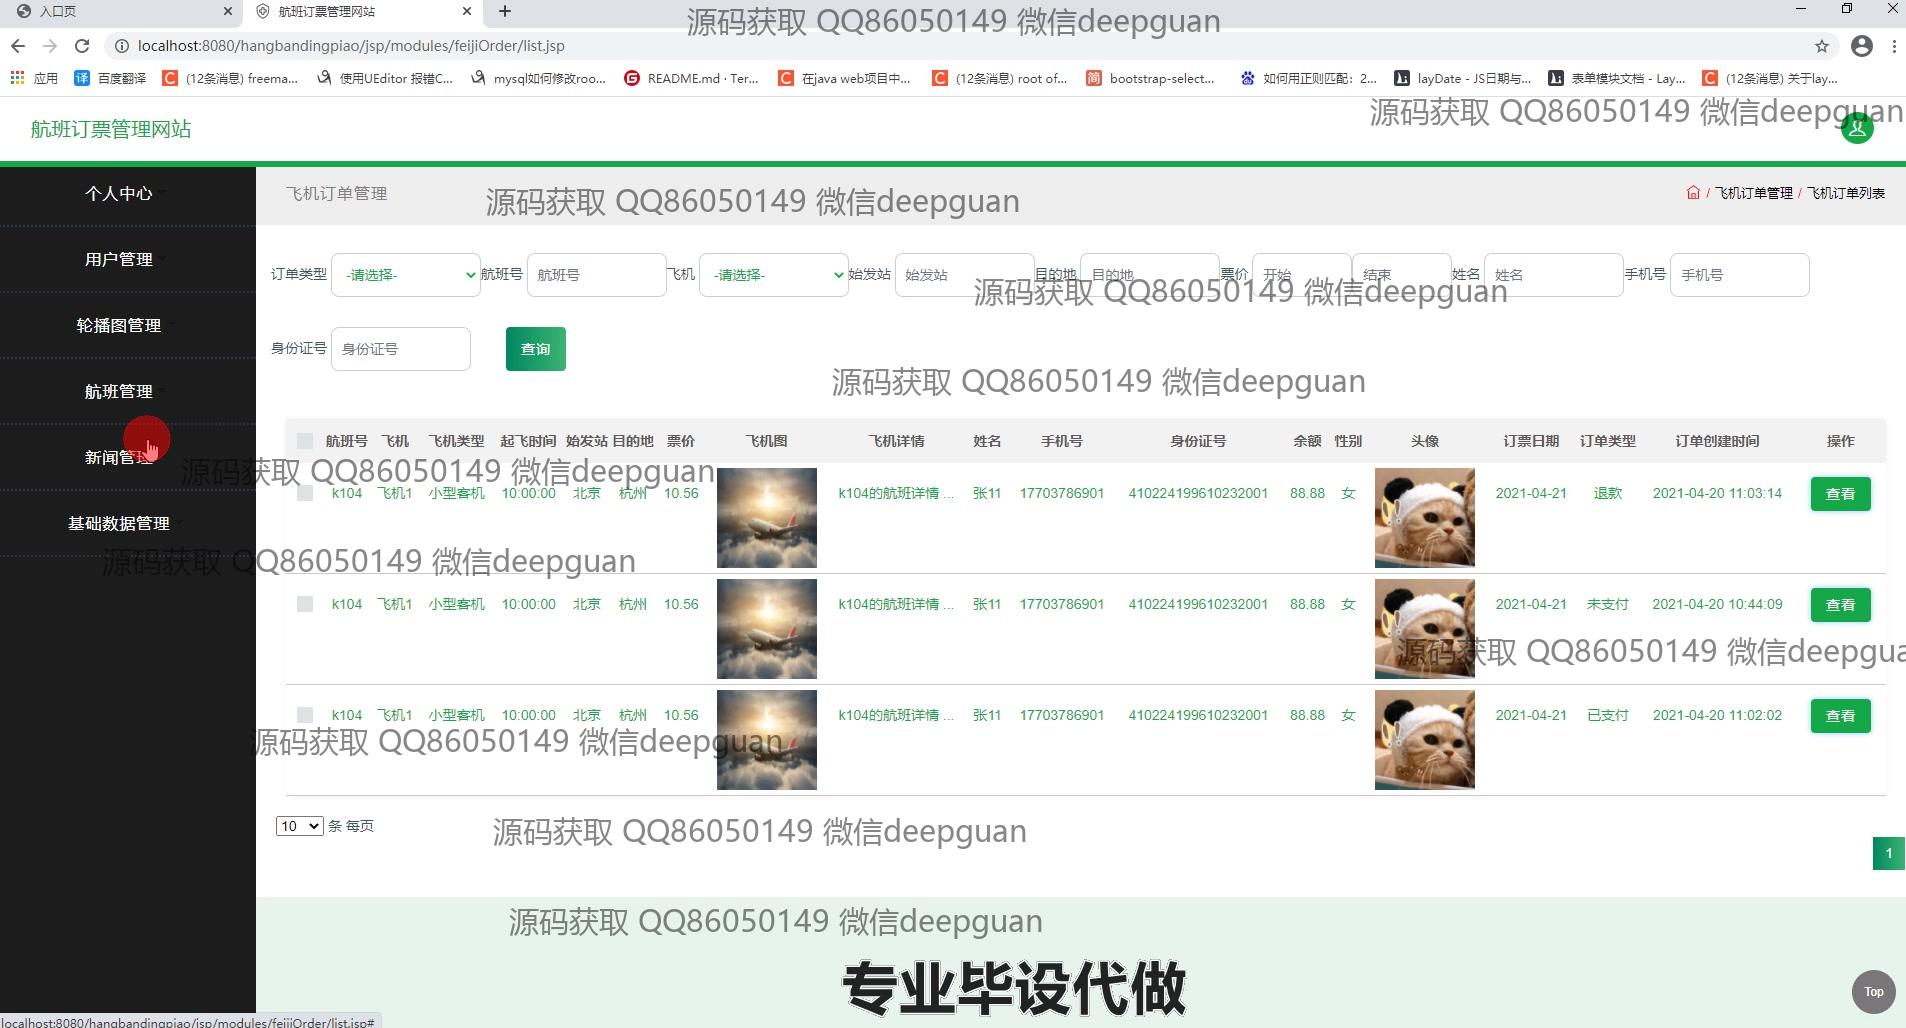 入口页
航班订票管理网站
源码获取 QQ86050149 微信deepguan
localhost:8080/hangbandingpiao/jsp/modules/feijiOrder/list.jsp
应用 百度翻译 (12条消息) freema... 使用UEditor 报错C... mysql如何修改roo... README.md · Ter... 在java web项目中... (12条消息) root of... bootstrap-select... 如何用正则匹配：2... layDate - JS日期与... 表单模块文档 - Lay... (12条消息) 关于lay...
源码获取 QQ86050149 微信deepguan
航班订票管理网站
个人中心
用户管理
轮播图管理
航班管理
新闻管理
基础数据管理
飞机订单管理
源码获取 QQ86050149 微信deepguan
/ 飞机订单管理 / 飞机订单列表
订单类型 -请选择- 航班号 航班号 飞机 -请选择- 始发站 始发站 目的地 目的地 票价 开始 结束 姓名 姓名 手机号 手机号
源码获取 QQ86050149 微信deepguan
身份证号 身份证号 查询
源码获取 QQ86050149 微信deepguan
航班号 飞机 飞机类型 起飞时间 始发站 目的地 票价 飞机图 飞机详情 姓名 手机号 身份证号 余额 性别 头像 订票日期 订单类型 订单创建时间 操作
源码获取 QQ86050149 微信deepguan
k104 飞机1 小型客机 10:00:00 北京 杭州 10.56 k104的航班详情 ... 张11 17703786901 410224199610232001 88.88 女 2021-04-21 退款 2021-04-20 11:03:14 查看
源码获取 QQ86050149 微信deepguan
k104 飞机1 小型客机 10:00:00 北京 杭州 10.56 k104的航班详情 ... 张11 17703786901 410224199610232001 88.88 女 2021-04-21 未支付 2021-04-20 10:44:09 查看
源码获取 QQ86050149 微信deepgua
k104 飞机1 小型客机 10:00:00 北京 杭州 10.56 k104的航班详情 ... 张11 17703786901 410224199610232001 88.88 女 2021-04-21 已支付 2021-04-20 11:02:02 查看
源码获取 QQ86050149 微信deepguan
10 条 每页
源码获取 QQ86050149 微信deepguan
1
源码获取 QQ86050149 微信deepguan
专业毕设代做
Top
localhost:8080/hangbandingpiao/jsp/modules/feijiOrder/list.jsp#